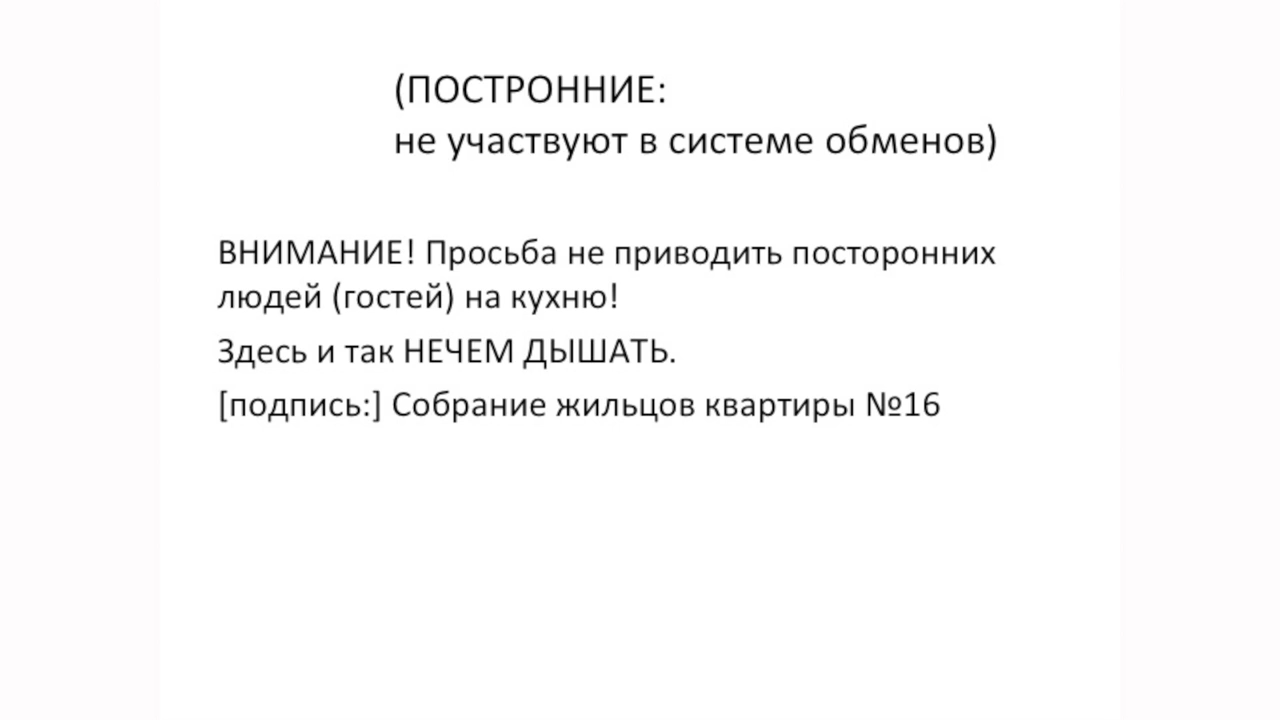 (ПОСТРОННИЕ:
не участвуют в системе обменов)
ВНИМАНИЕ! Просьба не приводить посторонних
людей (гостей) на кухню!
Здесь и так НЕЧЕМ ДЫШАТЬ.
[подпись:] Собрание жильцов квартиры №16